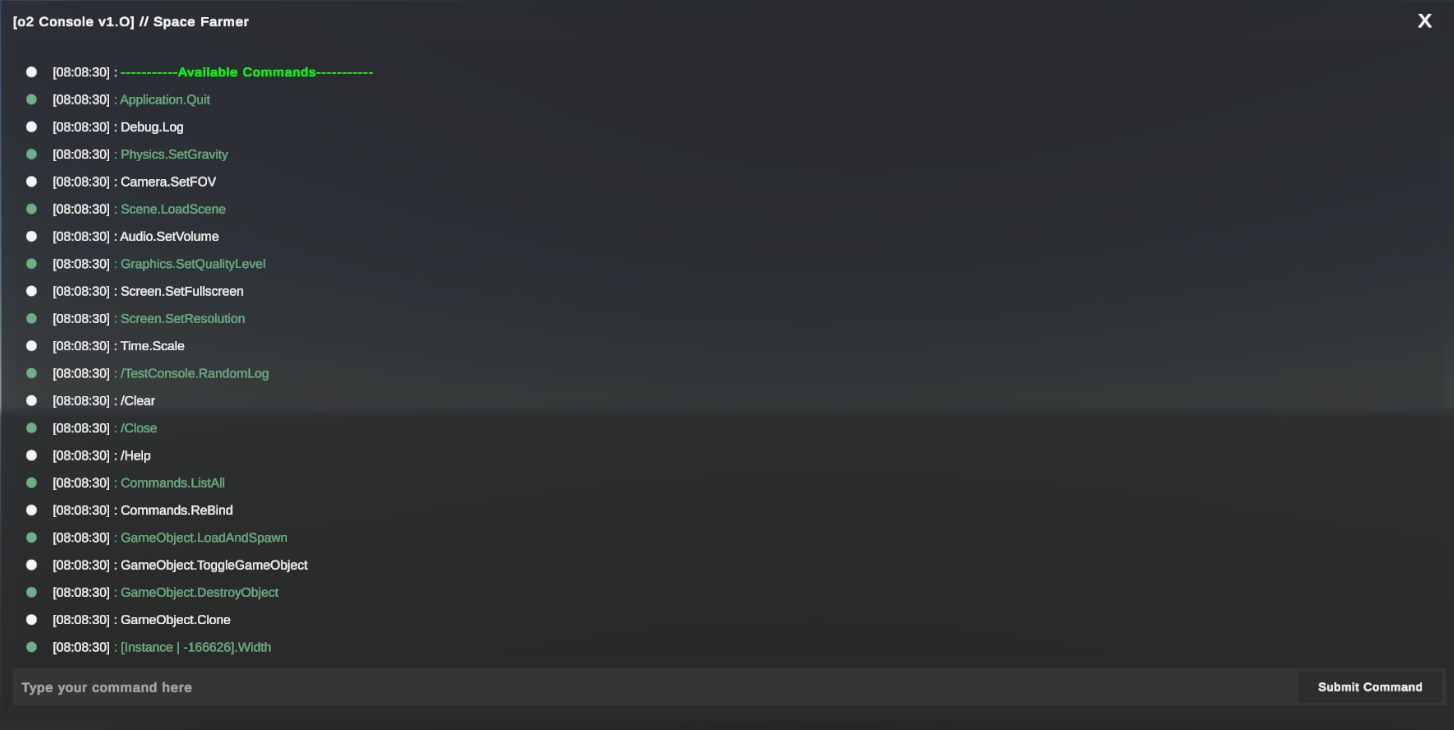 [o2 Console v1.O] // Space Farmer
X
[08:08:30] : -----------Available Commands-----------
[08:08:30] : Application.Quit
[08:08:30] : Debug.Log
[08:08:30] : Physics.SetGravity
[08:08:30] : Camera.SetFOV
[08:08:30] : Scene.LoadScene
[08:08:30] : Audio.SetVolume
[08:08:30] : Graphics.SetQualityLevel
[08:08:30] : Screen.SetFullscreen
[08:08:30] : Screen.SetResolution
[08:08:30] : Time.Scale
[08:08:30] : /TestConsole.RandomLog
[08:08:30] : /Clear
[08:08:30] : /Close
[08:08:30] : /Help
[08:08:30] : Commands.ListAll
[08:08:30] : Commands.ReBind
[08:08:30] : GameObject.LoadAndSpawn
[08:08:30] : GameObject.ToggleGameObject
[08:08:30] : GameObject.DestroyObject
[08:08:30] : GameObject.Clone
[08:08:30] : [Instance | -166626].Width
Type your command here
Submit Command